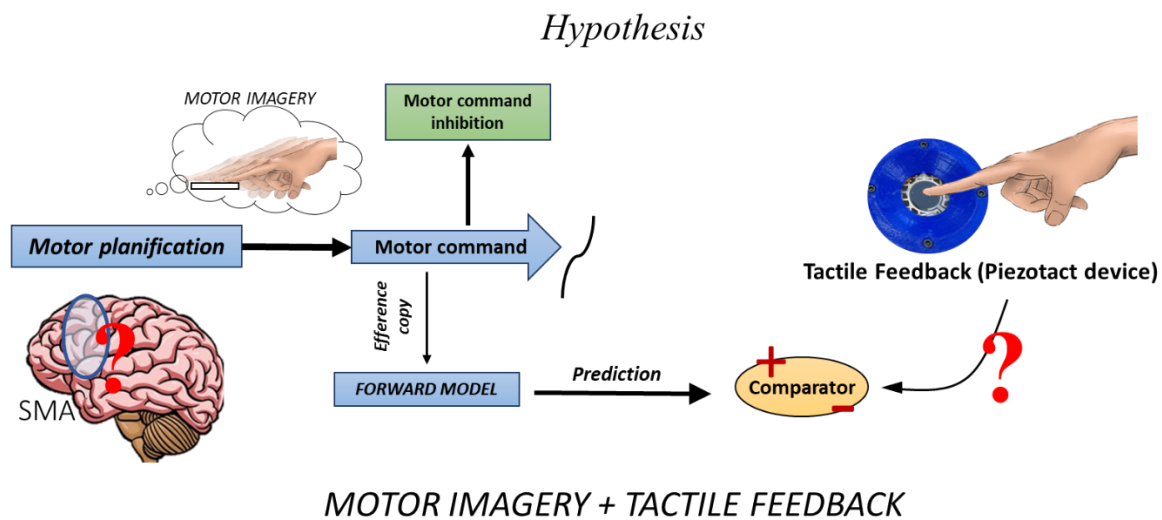 Hypothesis
MOTOR IMAGERY
Motor command
inhibition
Motor planification
Motor command
Tactile Feedback (Piezotact device)
Efference
copy
?
?
SMA
FORWARD MODEL
Prediction
+
Comparator
-
MOTOR IMAGERY + TACTILE FEEDBACK